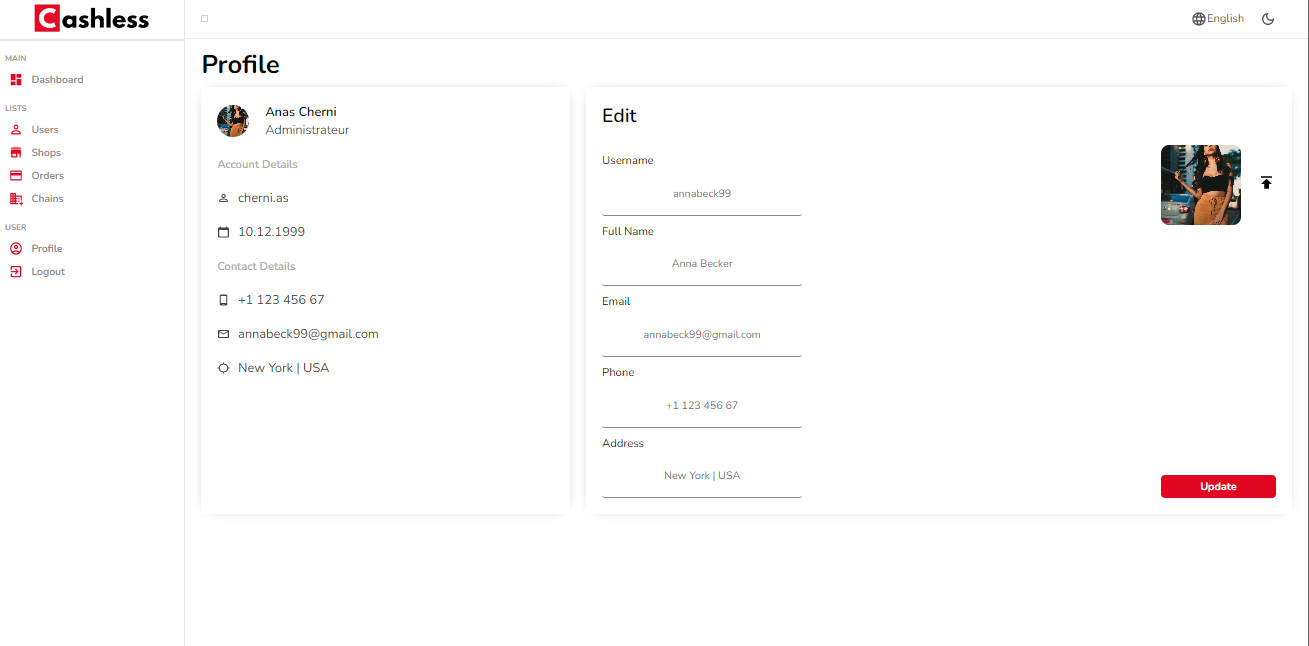 Cashless
English
MAIN
Dashboard
LISTS
Users
Shops
Orders
Chains
USER
Profile
Logout
Profile
Anas Cherni
Administrateur
Account Details
cherni.as
10.12.1999
Contact Details
+1 123 456 67
annabeck99@gmail.com
New York | USA
Edit
Username
annabeck99
Full Name
Anna Becker
Email
annabeck99@gmail.com
Phone
+1 123 456 67
Address
New York | USA
Update